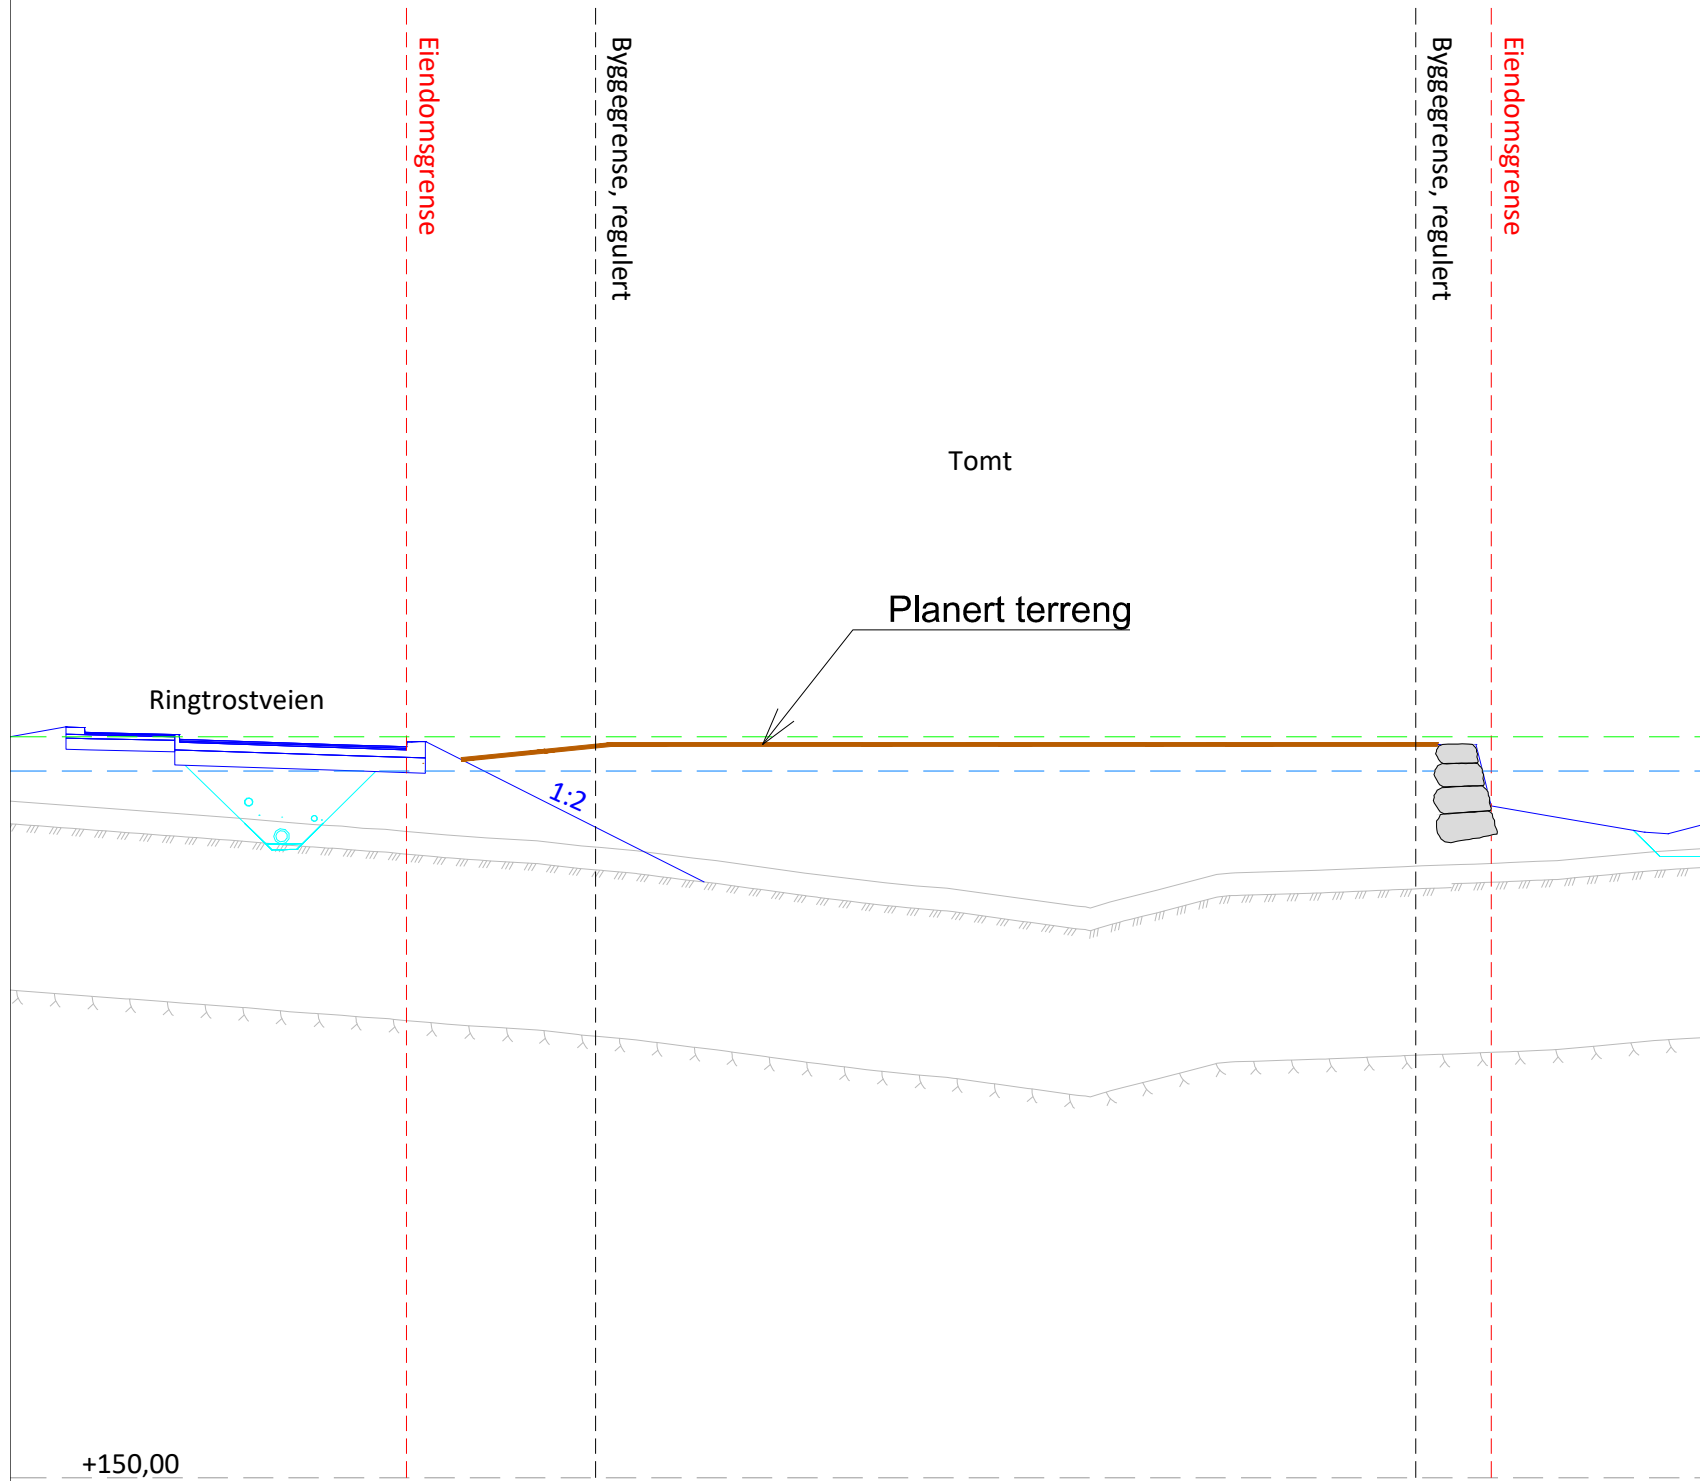 Eiendomsgrense
Byggegrense, regulert
Byggegrense, regulert
Eiendomsgrense
Tomt
Planert terreng
Ringtrostveien
1:2
+150,00